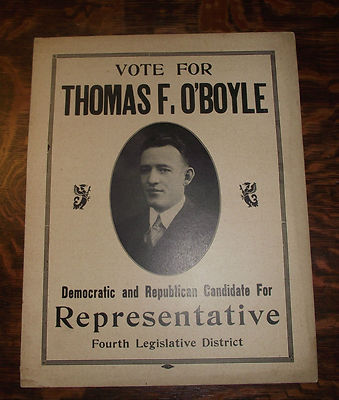 VOTE FOR
THOMAS F. O'BOYLE
Democratic and Republican Candidate For
Representative
Fourth Legislative District